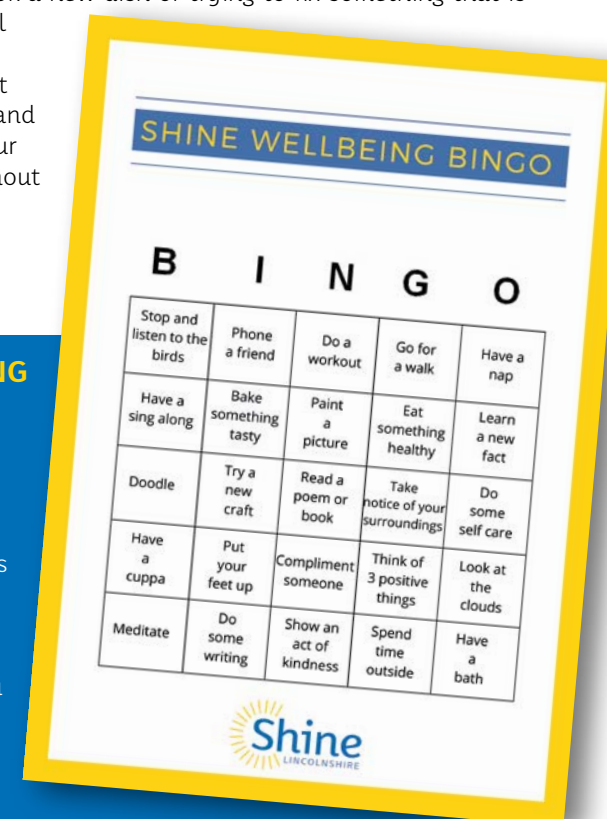 l
t
and
ur
out
NG
s
SHINE WELLBEING BINGO
B I N G O
Stop and
listen to the
birds
Phone
a friend
Do a
workout
Go for
a walk
Have a
nap
Have a
sing along
Bake
something
tasty
Paint
a
picture
Eat
something
healthy
Learn
a new
fact
Doodle
Try a
new
craft
Read a
poem or
book
Take
notice of your
surroundings
Do
some
self care
Have
a
cuppa
Put
your
feet up
Compliment
someone
Think of
3 positive
things
Look at
the
clouds
Meditate
Do
some
writing
Show an
act of
kindness
Spend
time
outside
Have
a
bath
Shine
LINCOLNSHIRE